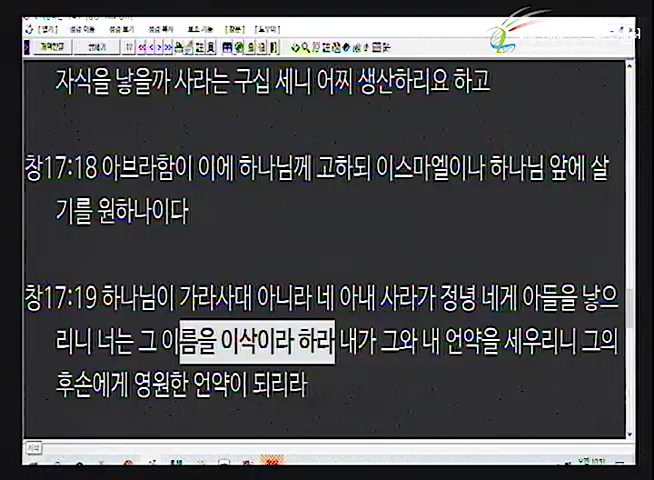 자식을 낳을까 사라는 구십 세니 어찌 생산하리요 하고
창17:18 아브라함이 이에 하나님께 고하되 이스마엘이나 하나님 앞에 살
기를 원하나이다
창17:19 하나님이 가라사대 아니라 네 아내 사라가 정녕 네게 아들을 낳으
리니 너는 그 이름을 이삭이라 하라 내가 그와 내 언약을 세우리니 그의
후손에게 영원한 언약이 되리라